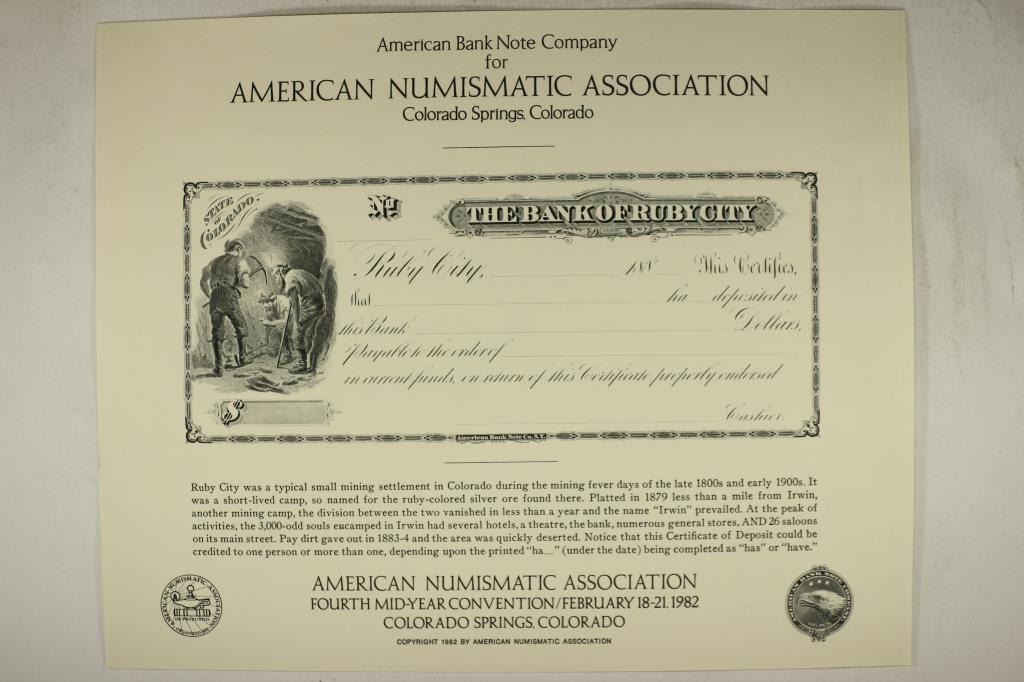 American Bank Note Company
for
AMERICAN NUMISMATIC ASSOCIATION
Colorado Springs, Colorado
STATE
OF
COLORADO.
No
THE BANK OF RUBY CITY
Ruby City, 188 This Certifies,
that ha deposited in
this Bank Dollars,
Payable to the order of
in current funds, on return of this Certificate properly endorsed.
$
Cashier.
American Bank Note Co. N.Y.
Ruby City was a typical small mining settlement in Colorado during the mining fever days of the late 1800s and early 1900s. It
was a short-lived camp, so named for the ruby-colored silver ore found there. Platted in 1879 less than a mile from Irwin,
another mining camp, the division between the two vanished in less than a year and the name "Irwin" prevailed. At the peak of
activities, the 3,000-odd souls encamped in Irwin had several hotels, a theatre, the bank, numerous general stores, AND 26 saloons
on its main street. Pay dirt gave out in 1883-4 and the area was quickly deserted. Notice that this Certificate of Deposit could be
credited to one person or more than one, depending upon the printed "ha__" (under the date) being completed as "has" or "have."
AMERICAN NUMISMATIC ASSOCIATION
FOURTH MID-YEAR CONVENTION/FEBRUARY 18-21, 1982
COLORADO SPRINGS, COLORADO
COPYRIGHT 1982 BY AMERICAN NUMISMATIC ASSOCIATION
AMERICAN NUMISMATIC ASSOCIATION
AMERICAN BANK NOTE COMPANY